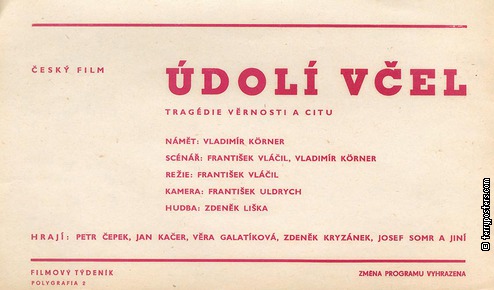 ČESKÝ FILM
ÚDOLÍ VČEL
TRAGÉDIE VĚRNOSTI A CITU
NÁMĚT: VLADIMÍR KÖRNER
SCÉNÁŘ: FRANTIŠEK VLÁČIL, VLADIMÍR KÖRNER
REŽIE: FRANTIŠEK VLÁČIL
KAMERA: FRANTIŠEK ULDRYCH
HUDBA: ZDENĚK LIŠKA
HRAJÍ: PETR ČEPEK, JAN KAČER, VĚRA GALATÍKOVÁ, ZDENĚK KRYZÁNEK, JOSEF SOMR A JINÍ
FILMOVÝ TÝDENÍK
POLYGRAFIA 2
ZMĚNA PROGRAMU VYHRAZENA
© terryposters.com